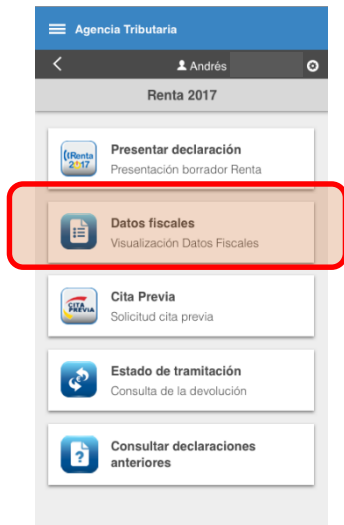 Agencia Tributaria
Andrés
Renta 2017
(((Renta
2017
Presentar declaración
Presentación borrador Renta
Datos fiscales
Visualización Datos Fiscales
CITA
PREVIA
Cita Previa
Solicitud cita previa
Estado de tramitación
Consulta de la devolución
?
Consultar declaraciones
anteriores